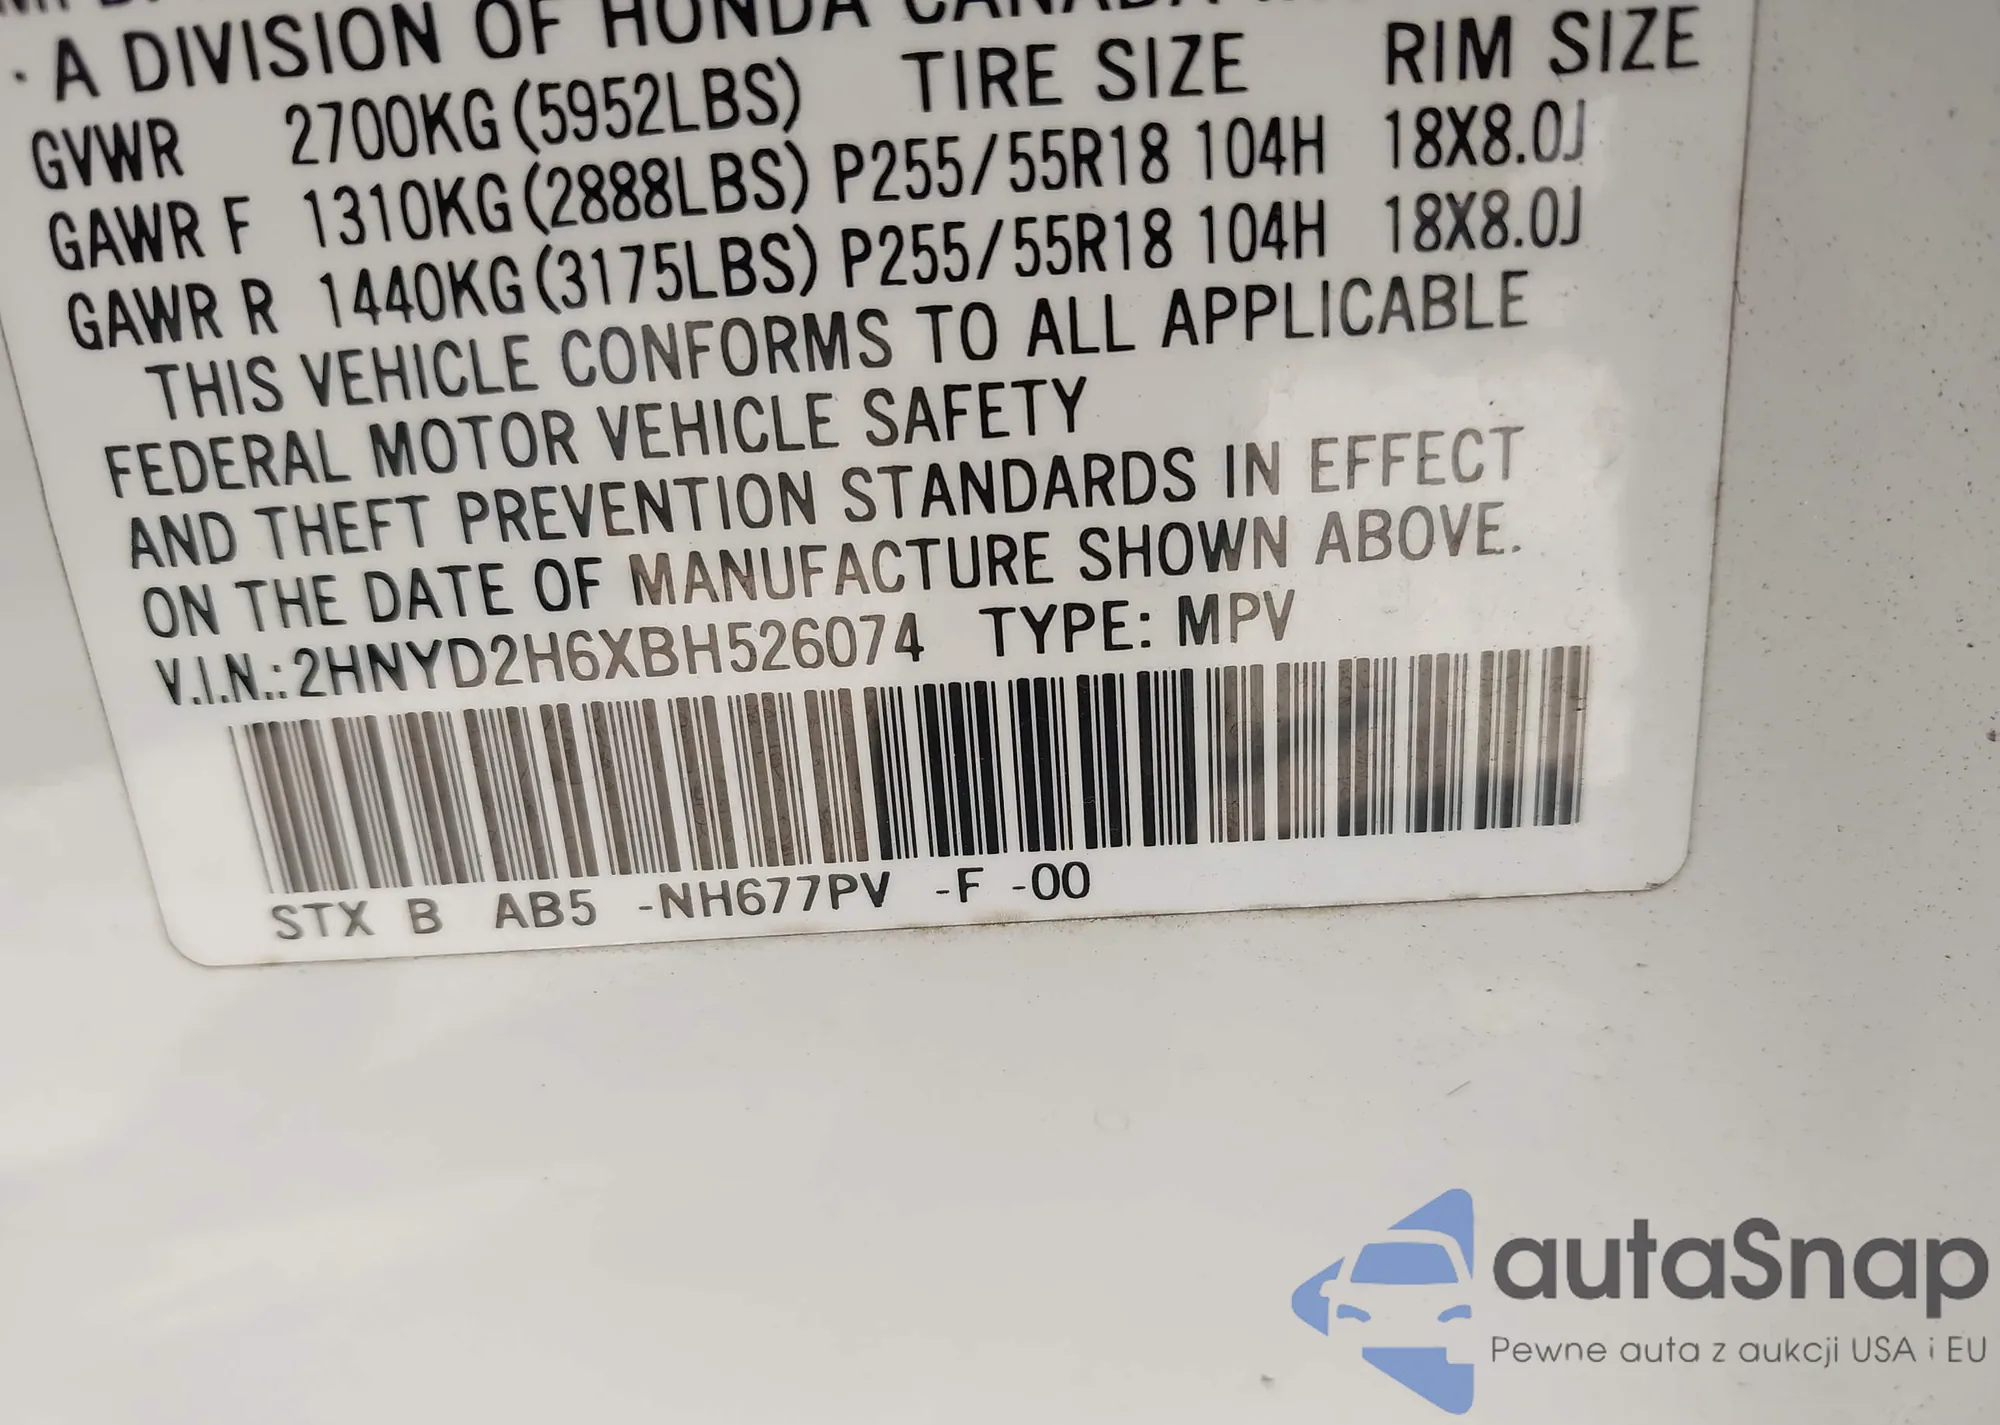 · A DIVISION OF HONDA CANADA
GVWR 2700KG (5952LBS) TIRE SIZE RIM SIZE
GAWR F 1310KG (2888LBS) P255/55R18 104H 18X8.0J
GAWR R 1440KG (3175LBS) P255/55R18 104H 18X8.0J
THIS VEHICLE CONFORMS TO ALL APPLICABLE
FEDERAL MOTOR VEHICLE SAFETY
AND THEFT PREVENTION STANDARDS IN EFFECT
ON THE DATE OF MANUFACTURE SHOWN ABOVE.
V.I.N.: 2HNYD2H6XBH526074 TYPE: MPV
STX B AB5 -NH677PV -F -00
autaSnap
Pewne auta z aukcji USA i EU